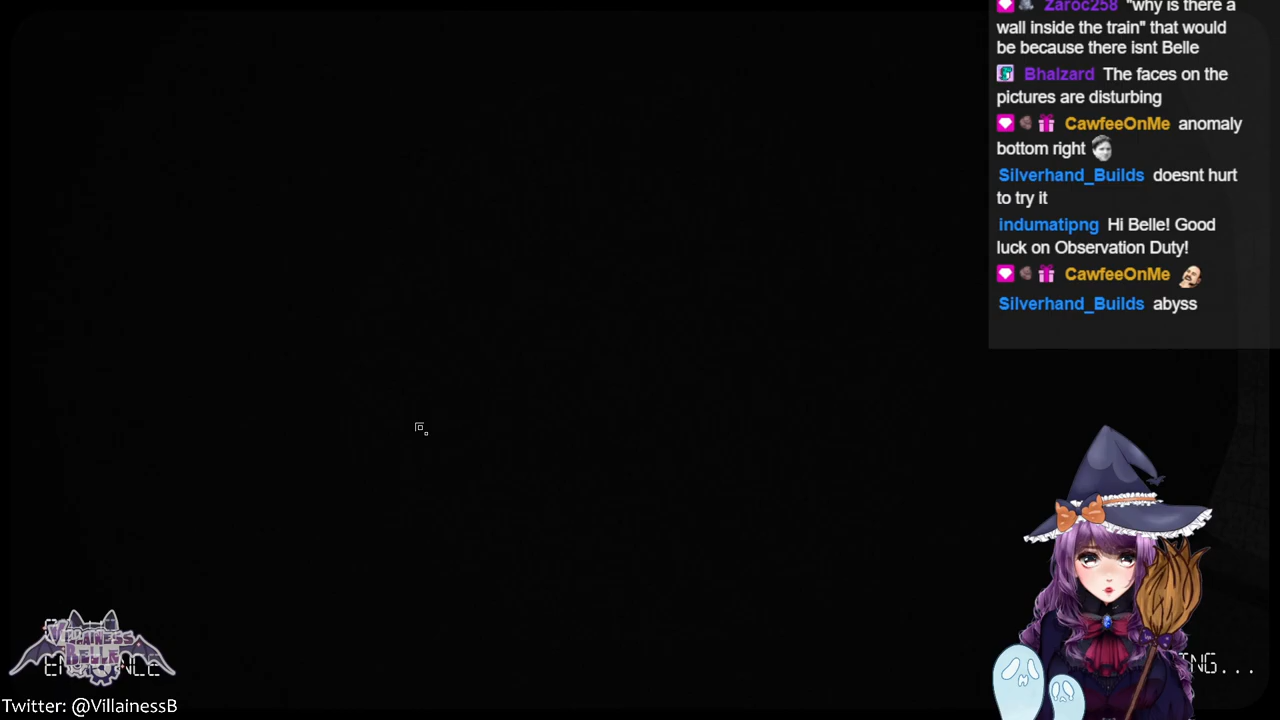 Zaroc258 "why is there a
wall inside the train" that would
be because there isnt Belle
Bhalzard The faces on the
pictures are disturbing
CawfeeOnMe anomaly
bottom right
Silverhand_Builds doesnt hurt
to try it
indumatipng Hi Belle! Good
luck on Observation Duty!
CawfeeOnMe
Silverhand_Builds abyss
VILLAINESS
BELLE
Twitter: @VillainessB